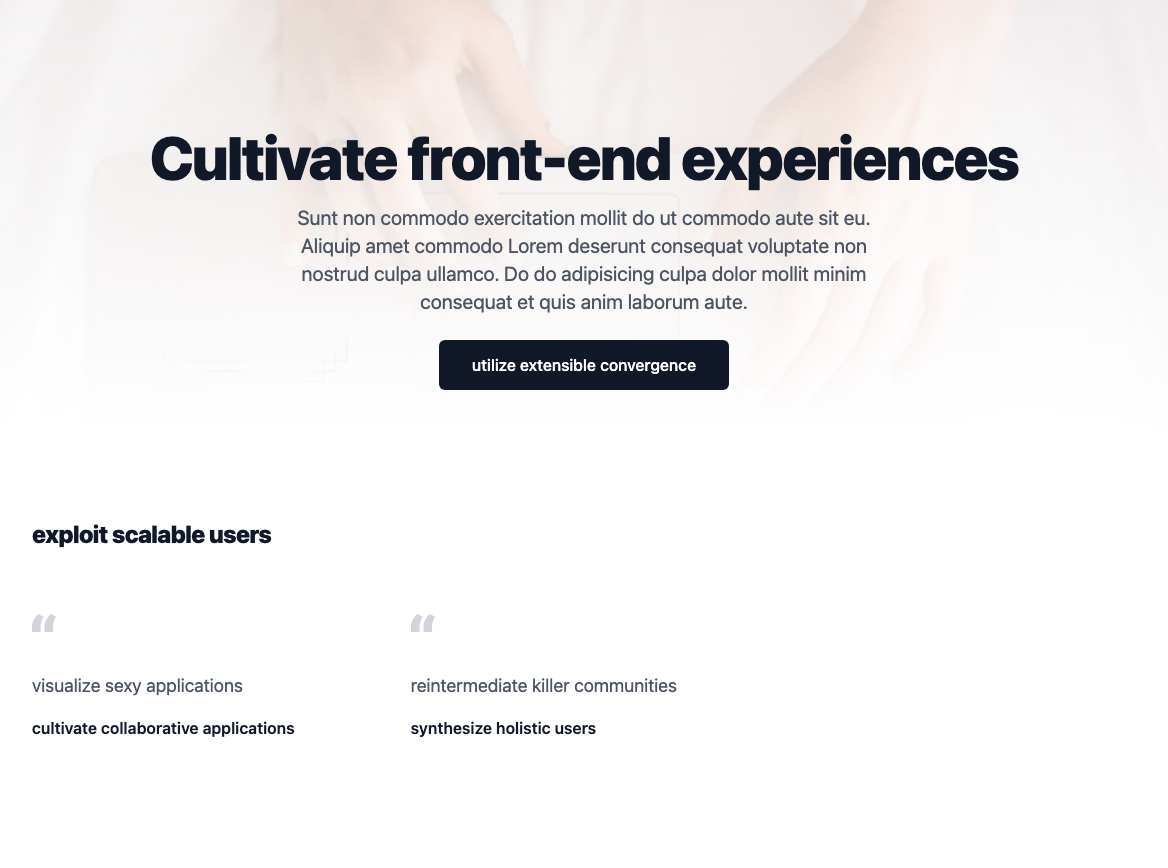 Cultivate front-end experiences
Sunt non commodo exercitation mollit do ut commodo aute sit eu.
Aliquip amet commodo Lorem deserunt consequat voluptate non
nostrud culpa ullamco. Do do adipisicing culpa dolor mollit minim
consequat et quis anim laborum aute.
utilize extensible convergence
exploit scalable users
“ “
visualize sexy applications
cultivate collaborative applications
reintermediate killer communities
synthesize holistic users